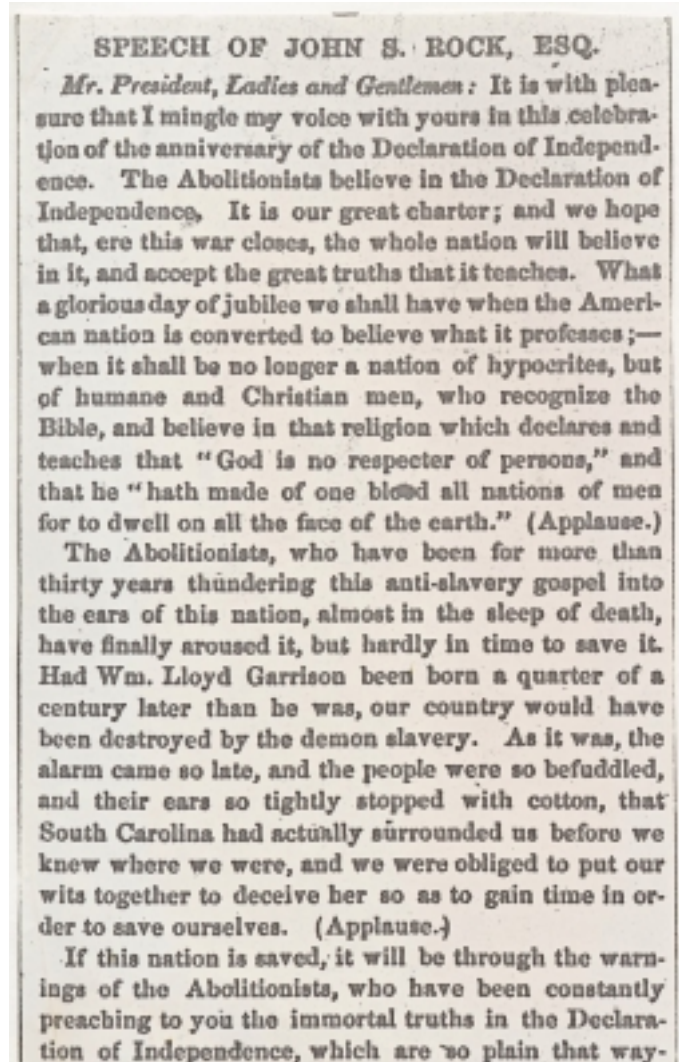 SPEECH OF JOHN S. ROCK, ESQ.
Mr. President, Ladies and Gentlemen: It is with plea-
sure that I mingle my voice with yours in this celebra-
tion of the anniversary of the Declaration of Independ-
ence. The Abolitionists believe in the Declaration of
Independence, It is our great charter; and we hope
that, ere this war closes, the whole nation will believe
in it, and accept the great truths that it teaches. What
a glorious day of jubilee we shall have when the Ameri-
can nation is converted to believe what it professes;—
when it shall be no longer a nation of hypocrites, but
of humane and Christian men, who recognize the
Bible, and believe in that religion which declares and
teaches that "God is no respecter of persons," and
that he "hath made of one blood all nations of men
for to dwell on all the face of the earth." (Applause.)
The Abolitionists, who have been for more than
thirty years thundering this anti-slavery gospel into
the ears of this nation, almost in the sleep of death,
have finally aroused it, but hardly in time to save it.
Had Wm. Lloyd Garrison been born a quarter of a
century later than he was, our country would have
been destroyed by the demon slavery. As it was, the
alarm came so late, and the people were so befuddled,
and their ears so tightly stopped with cotton, that
South Carolina had actually surrounded us before we
knew where we were, and we were obliged to put our
wits together to deceive her so as to gain time in or-
der to save ourselves. (Applause.)
If this nation is saved, it will be through the warn-
ings of the Abolitionists, who have been constantly
preaching to you the immortal truths in the Declara-
tion of Independence, which are so plain that way-